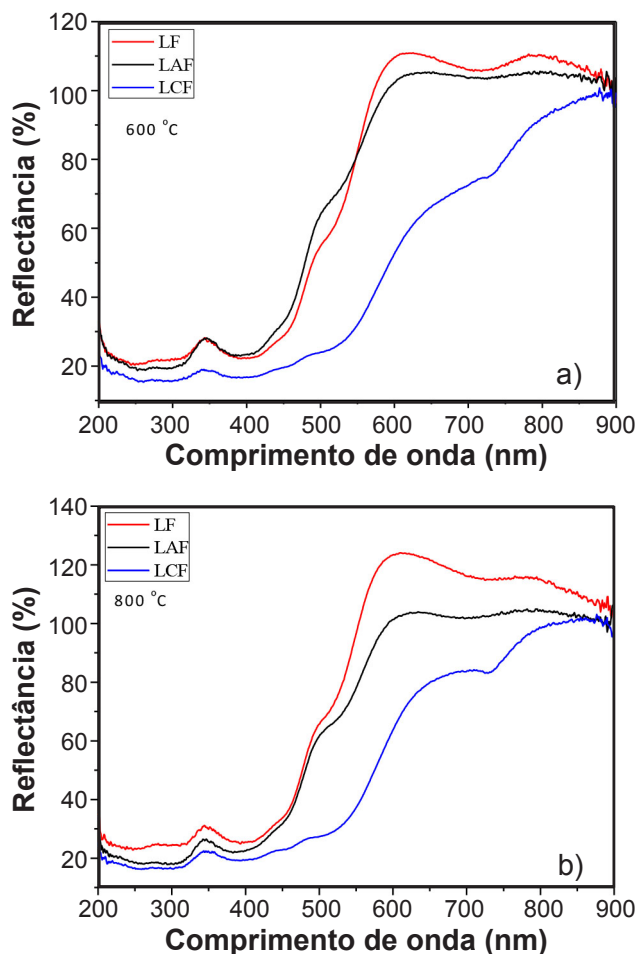 120
100
80
60
40
20
Reflectância (%)
LF
LAF
LCF
600 °C
a)
200 300 400 500 600 700 800 900
Comprimento de onda (nm)
140
120
100
80
60
40
20
Reflectância (%)
LF
LAF
LCF
800 °C
b)
200 300 400 500 600 700 800 900
Comprimento de onda (nm)